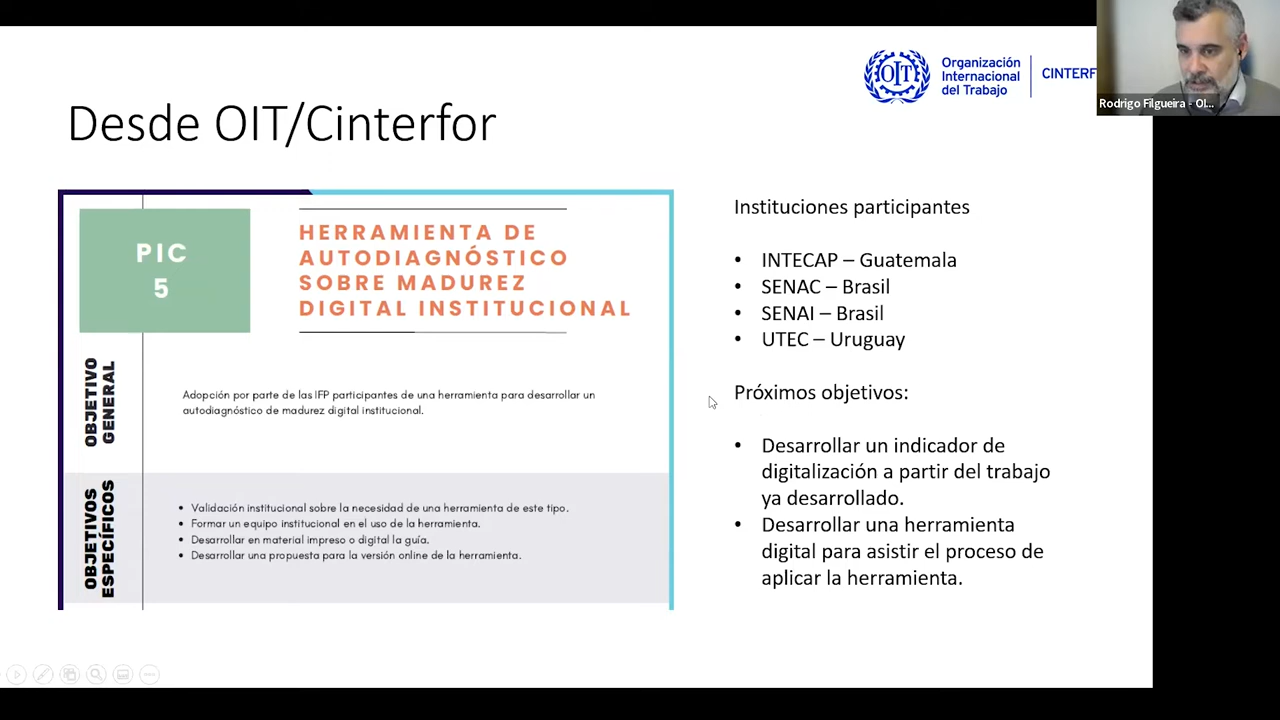 OIT
Organización
Internacional
del Trabajo
CINTERF
Rodrigo Filgueira - OI...
Desde OIT/Cinterfor
PIC
5
HERRAMIENTA DE
AUTODIAGNÓSTICO
SOBRE MADUREZ
DIGITAL INSTITUCIONAL
OBJETIVO
GENERAL
Adopción por parte de las IFP participantes de una herramienta para desarrollar un
autodiagnóstico de madurez digital institucional.
OBJETIVOS
ESPECÍFICOS
• Validación institucional sobre la necesidad de una herramienta de este tipo.
• Formar un equipo institucional en el uso de la herramienta.
• Desarrollar en material impreso o digital la guía.
• Desarrollar una propuesta para la versión online de la herramienta.
Instituciones participantes
• INTECAP – Guatemala
• SENAC – Brasil
• SENAI – Brasil
• UTEC – Uruguay
Próximos objetivos:
• Desarrollar un indicador de
digitalización a partir del trabajo
ya desarrollado.
• Desarrollar una herramienta
digital para asistir el proceso de
aplicar la herramienta.